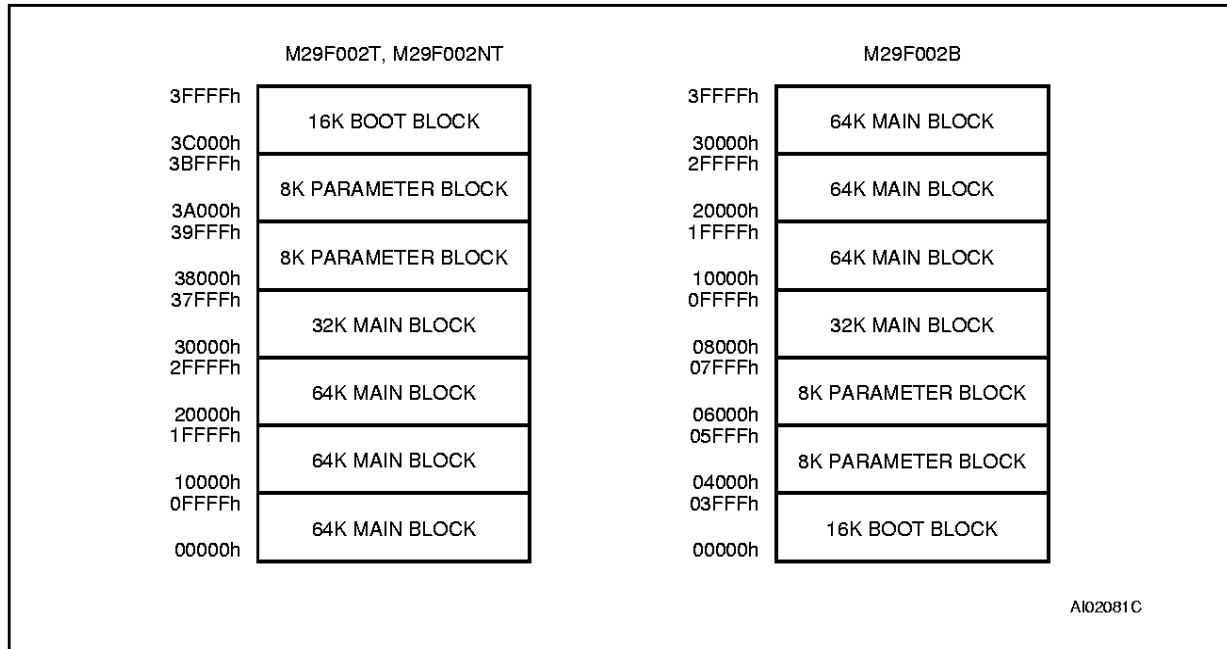 M29F002T, M29F002NT
3FFFFh
16K BOOT BLOCK
3C000h
3BFFFh
8K PARAMETER BLOCK
3A000h
39FFFh
8K PARAMETER BLOCK
38000h
37FFFh
32K MAIN BLOCK
30000h
2FFFFh
64K MAIN BLOCK
20000h
1FFFFh
64K MAIN BLOCK
10000h
0FFFFh
64K MAIN BLOCK
00000h
M29F002B
3FFFFh
64K MAIN BLOCK
30000h
2FFFFh
64K MAIN BLOCK
20000h
1FFFFh
64K MAIN BLOCK
10000h
0FFFFh
32K MAIN BLOCK
08000h
07FFFh
8K PARAMETER BLOCK
06000h
05FFFh
8K PARAMETER BLOCK
04000h
03FFFh
16K BOOT BLOCK
00000h
AI02081C